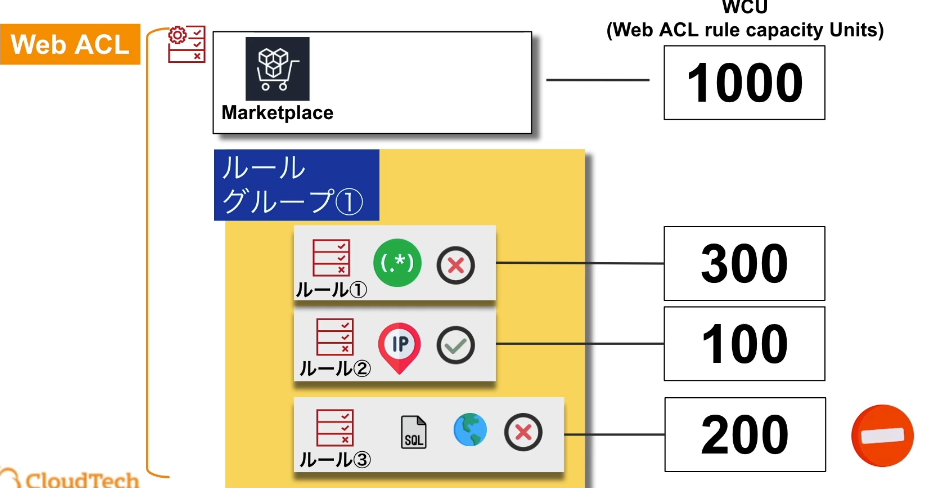 WCU
(Web ACL rule capacity Units)
Web ACL
Marketplace
1000
ルール
グループ①
(.*)
ルール①
300
IP
ルール②
100
SQL
ルール③
200
CloudTech